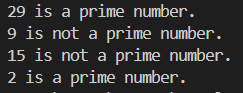 29 is a prime number.
9 is not a prime number.
15 is not a prime number.
2 is a prime number.